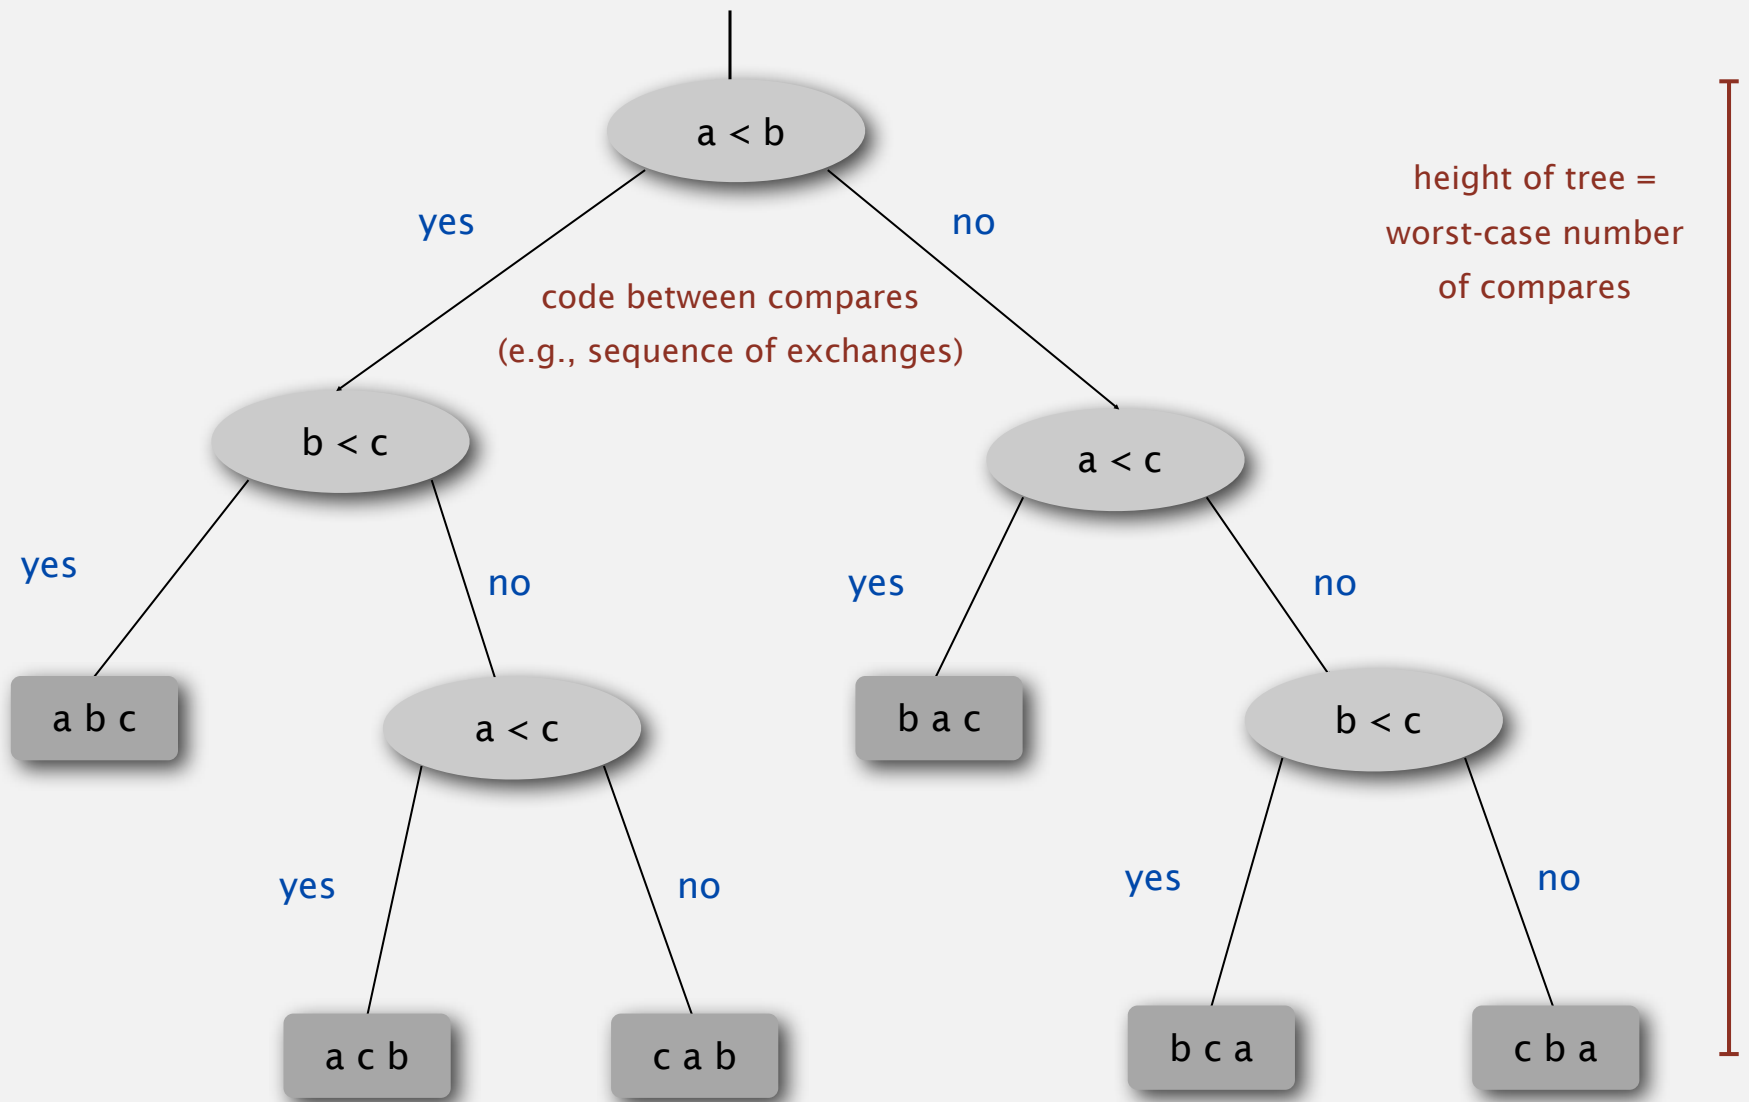 a < b
height of tree =
worst-case number
of compares
yes
no
code between compares
(e.g., sequence of exchanges)
b < c
a < c
yes
no
yes
no
a b c
a < c
b a c
b < c
yes
no
yes
no
a c b
c a b
b c a
c b a